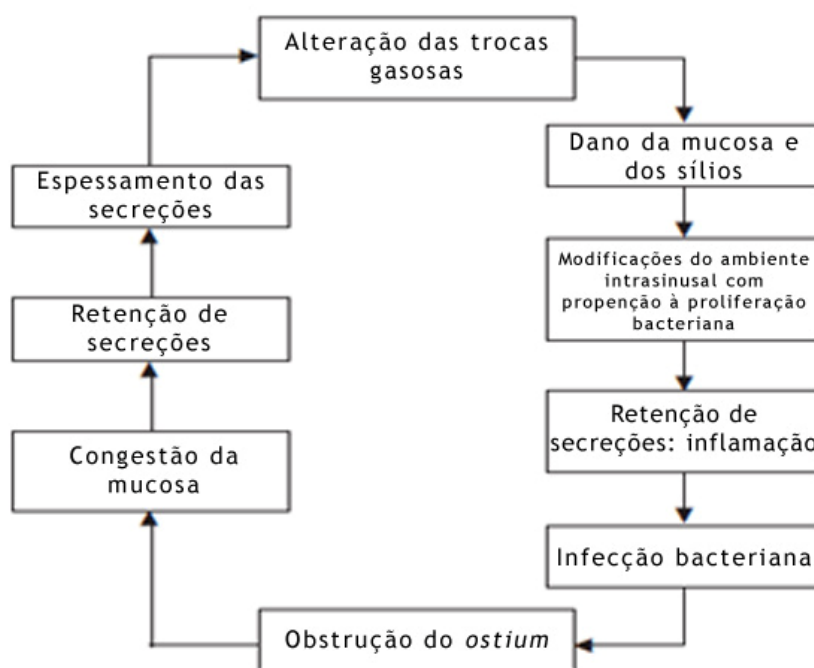 Alteração das trocas
gasosas
Dano da mucosa e
dos sílios
Modificações do ambiente
intrasinusal com
propenção à proliferação
bacteriana
Retenção de
secreções: inflamação
Infecção bacteriana
Obstrução do ostium
Congestão da
mucosa
Retenção de
secreções
Espessamento das
secreções